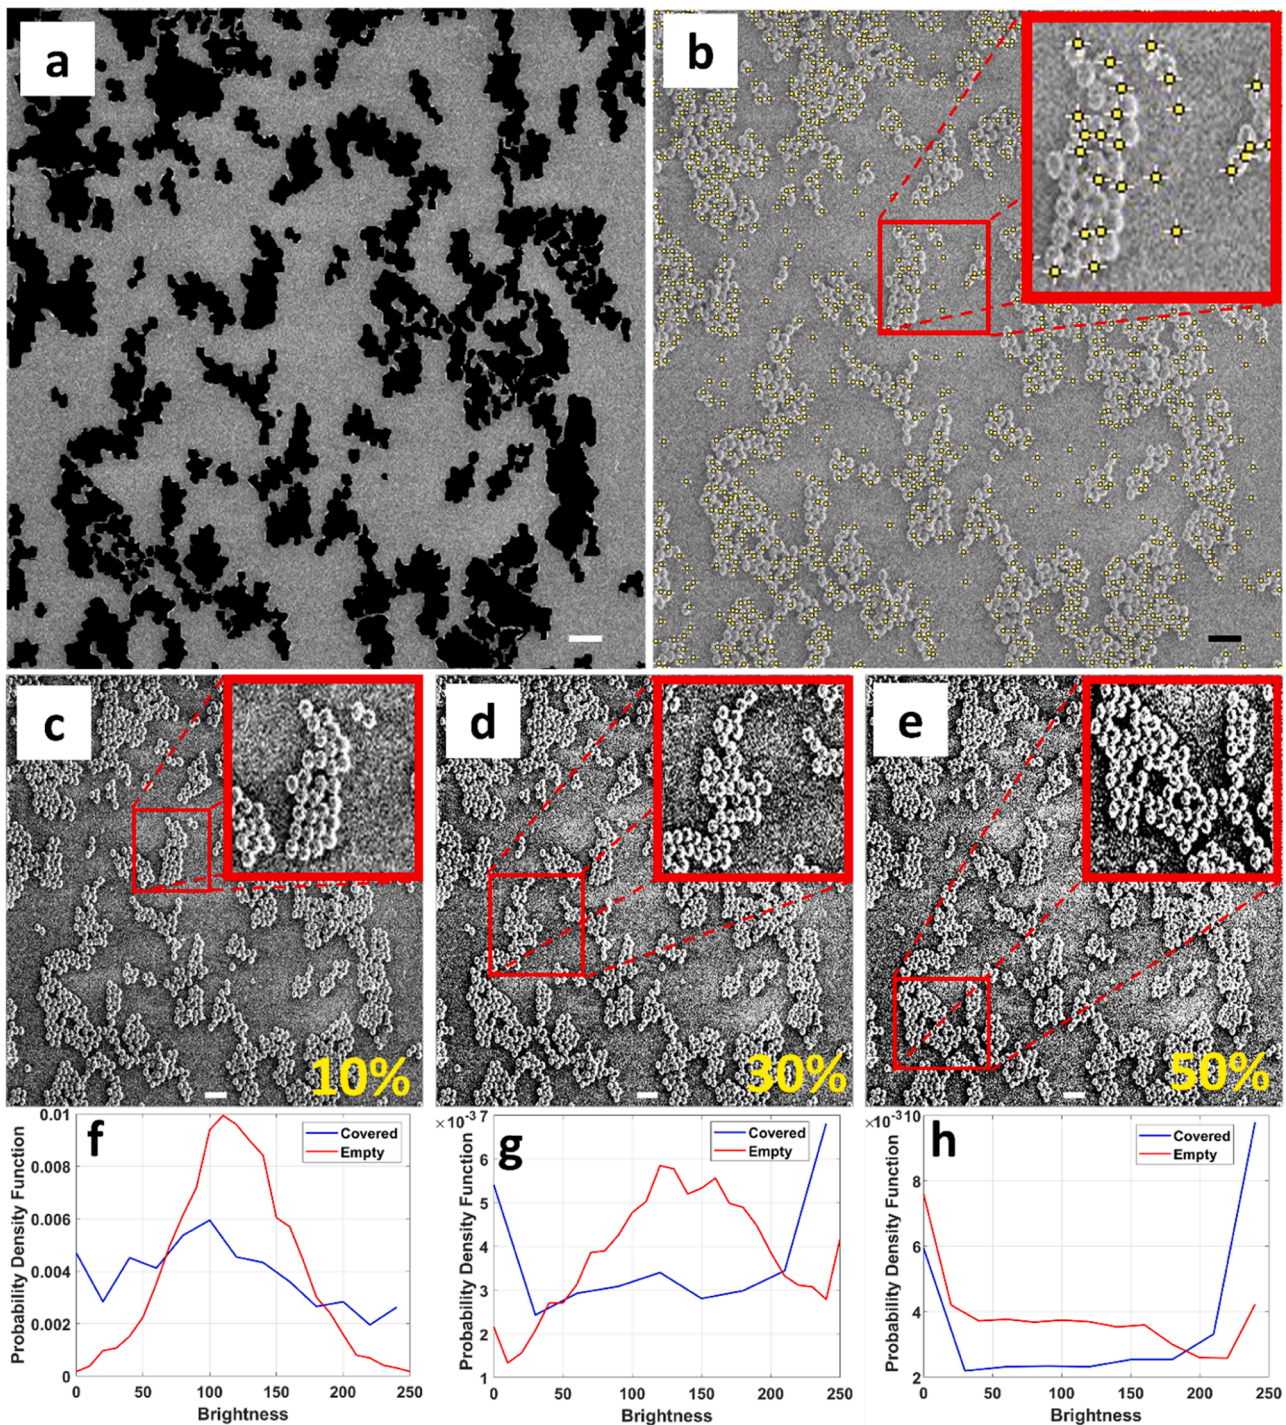 a
b
c
d
e
10%
30%
50%
f
Covered
Empty
0.01
0.008
0.006
0.004
0.002
0
0 50 100 150 200 250
Probability Density Function
Brightness
×10⁻³ 7
g
Covered
Empty
6
5
4
3
2
1
0 50 100 150 200 250
Probability Density Function
Brightness
×10⁻³10
h
Covered
Empty
8
6
4
2
0 50 100 150 200 250
Probability Density Function
Brightness